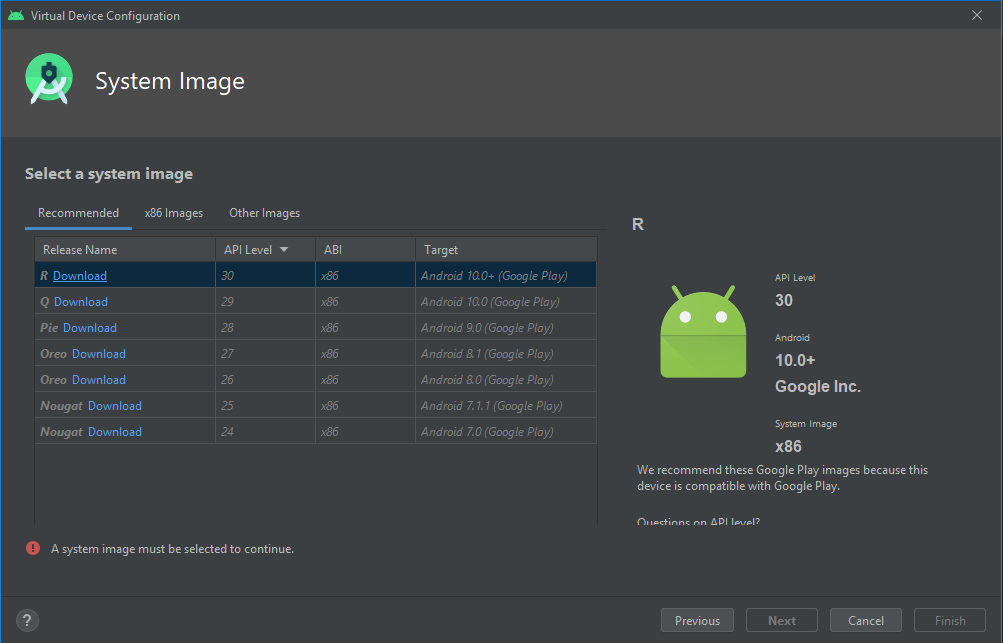 Virtual Device Configuration
System Image
Select a system image
Recommended x86 Images Other Images
Release Name API Level ABI Target
R Download 30 x86 Android 10.0+ (Google Play)
Q Download 29 x86 Android 10.0 (Google Play)
Pie Download 28 x86 Android 9.0 (Google Play)
Oreo Download 27 x86 Android 8.1 (Google Play)
Oreo Download 26 x86 Android 8.0 (Google Play)
Nougat Download 25 x86 Android 7.1.1 (Google Play)
Nougat Download 24 x86 Android 7.0 (Google Play)
R
API Level
30
Android
10.0+
Google Inc.
System Image
x86
We recommend these Google Play images because this
device is compatible with Google Play.
Questions on API level?
! A system image must be selected to continue.
? Previous Next Cancel Finish